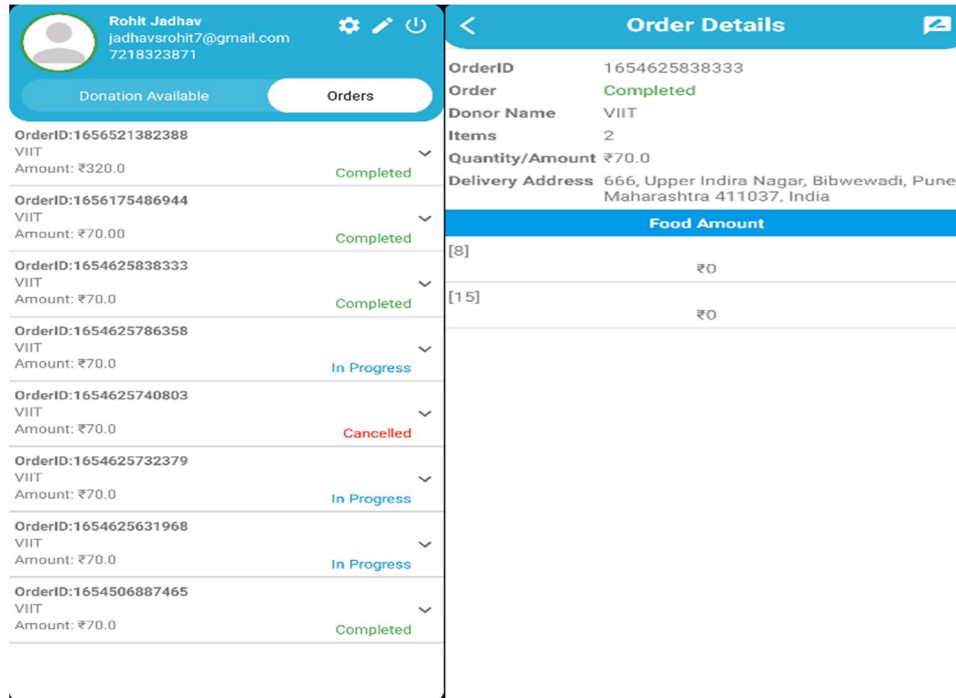 Rohit Jadhav
jadhavsrohit7@gmail.com
7218323871
Donation Available
Orders
OrderID:1656521382388
VIIT
Amount: ₹320.0
Completed
OrderID:1656175486944
VIIT
Amount: ₹70.00
Completed
OrderID:1654625838333
VIIT
Amount: ₹70.0
Completed
OrderID:1654625786358
VIIT
Amount: ₹70.0
In Progress
OrderID:1654625740803
VIIT
Amount: ₹70.0
Cancelled
OrderID:1654625732379
VIIT
Amount: ₹70.0
In Progress
OrderID:1654625631968
VIIT
Amount: ₹70.0
In Progress
OrderID:1654506887465
VIIT
Amount: ₹70.0
Completed
Order Details
OrderID 1654625838333
Order Completed
Donor Name VIIT
Items 2
Quantity/Amount ₹70.0
Delivery Address 666, Upper Indira Nagar, Bibwewadi, Pune
Maharashtra 411037, India
Food Amount
[8]
₹0
[15]
₹0